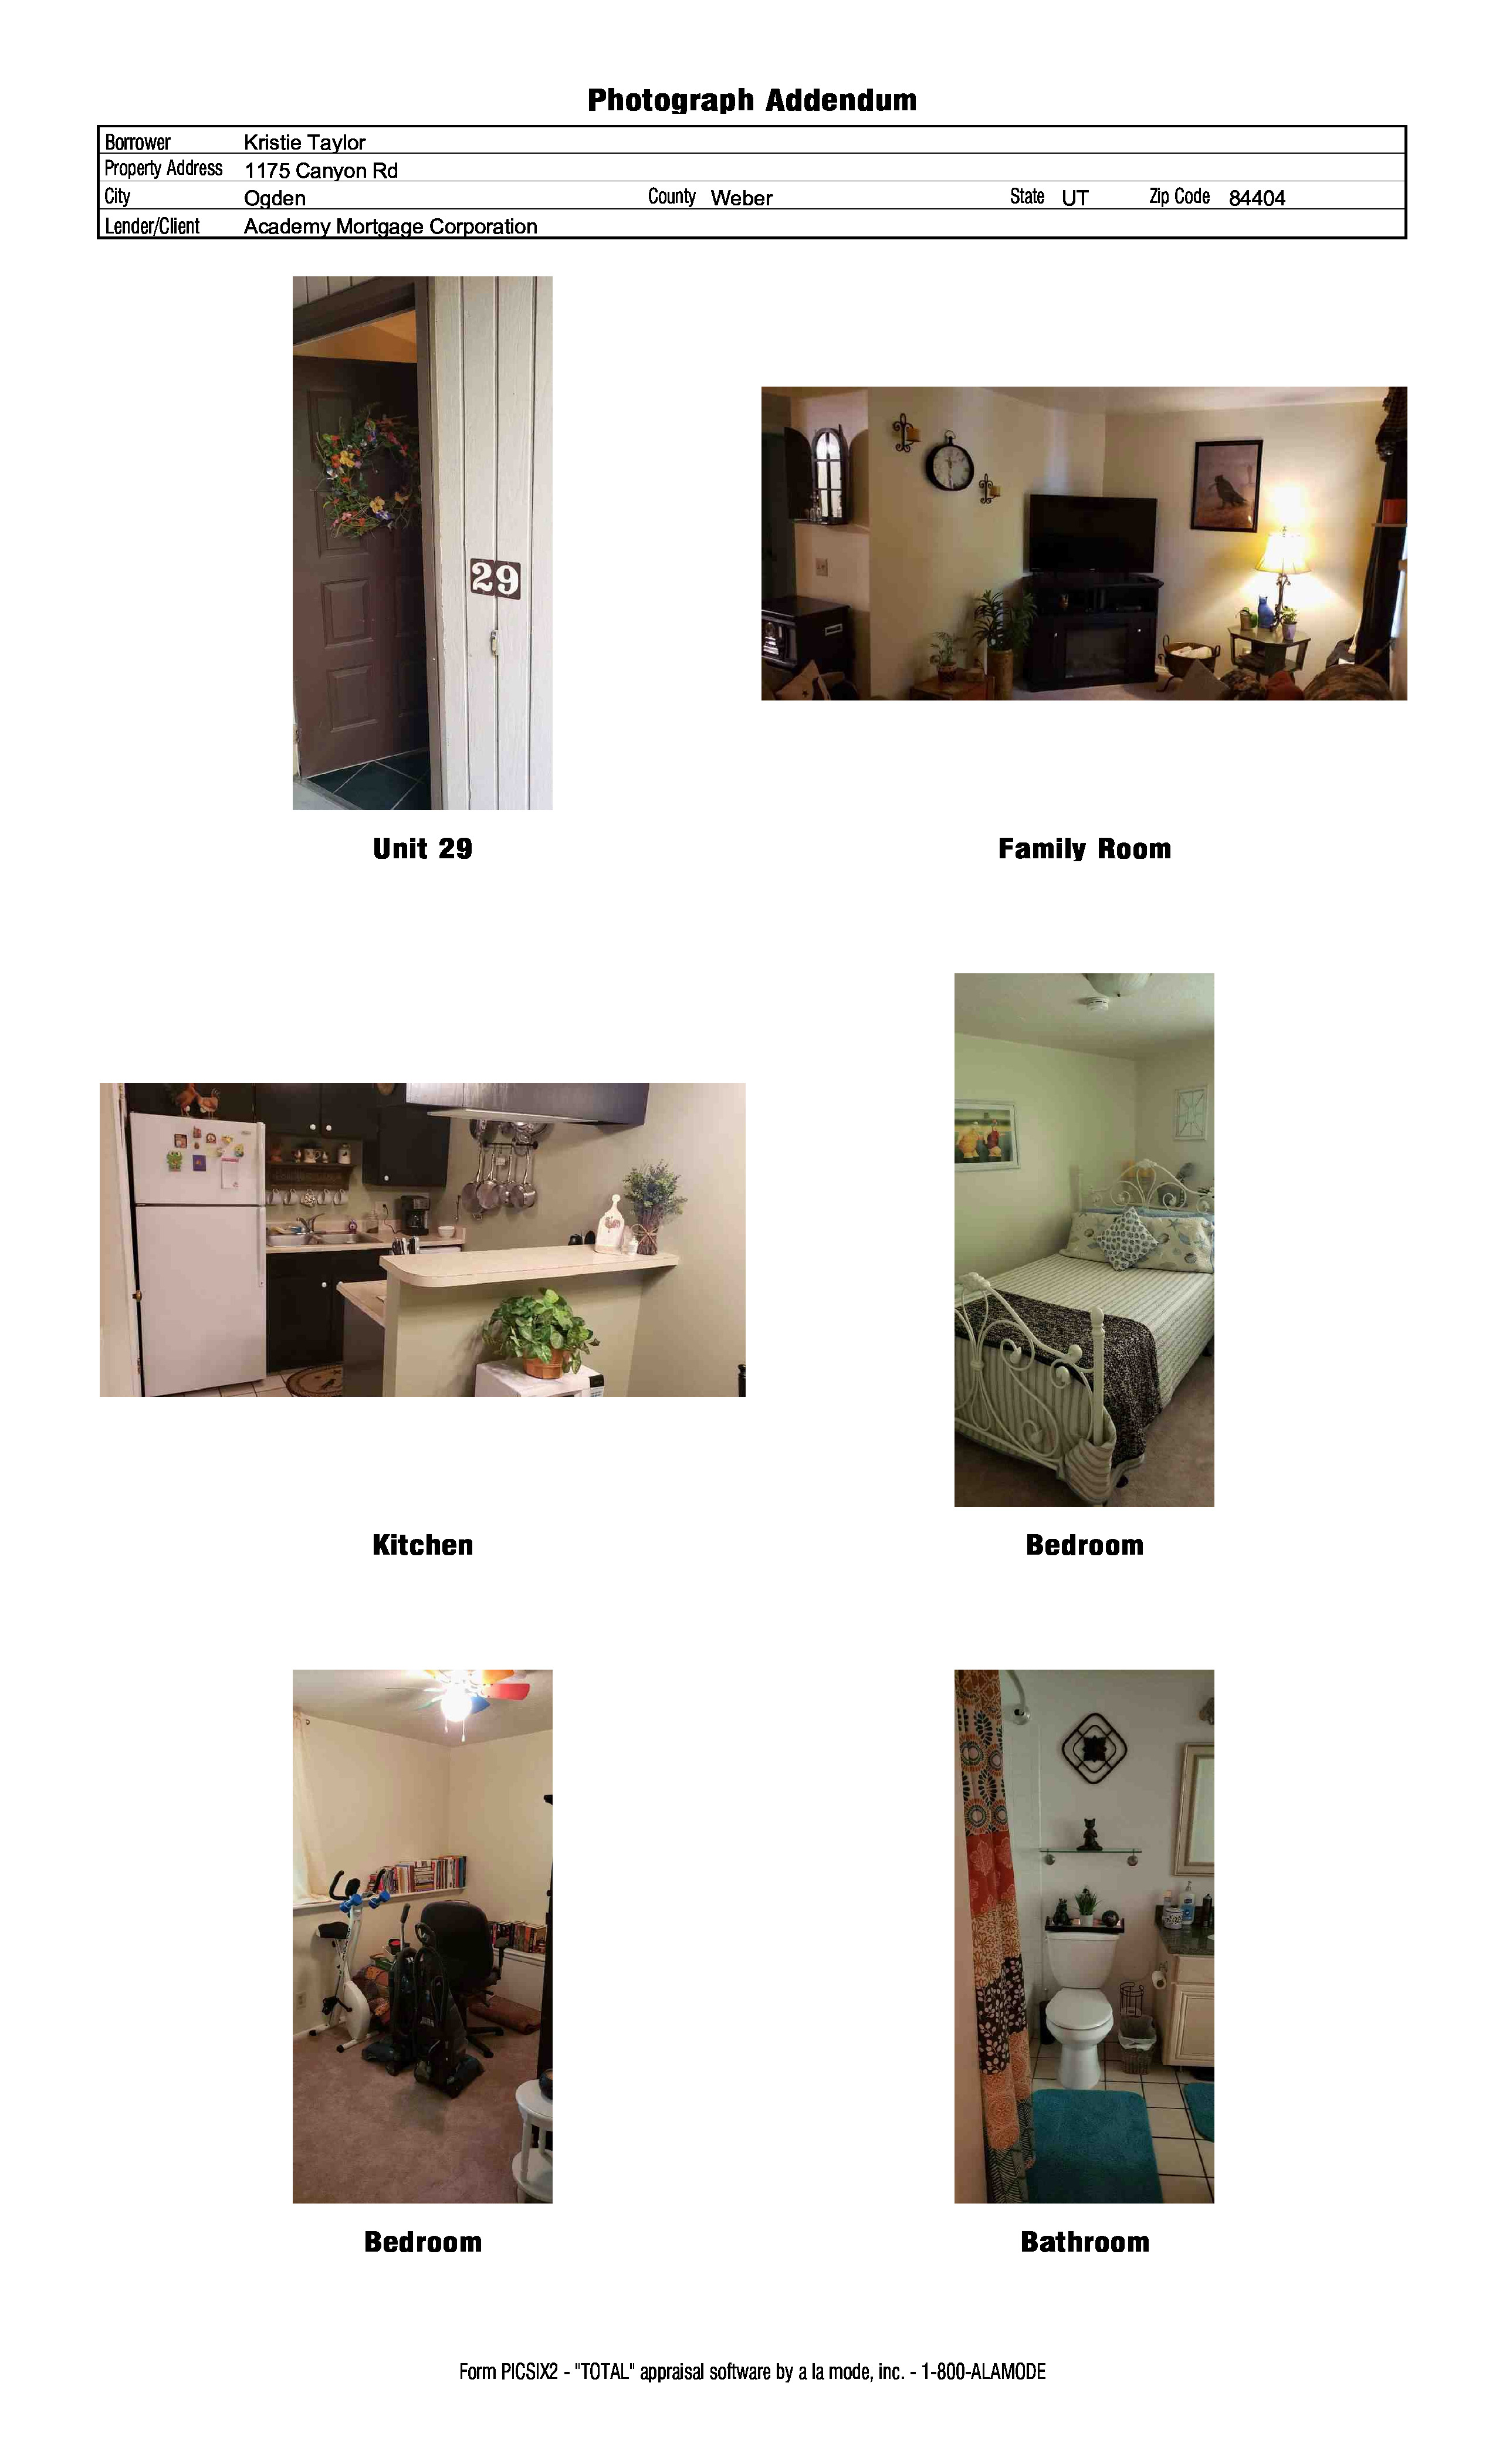 Photograph Addendum
Borrower Kristie Taylor
Property Address 1175 Canyon Rd
City Ogden County Weber State UT Zip Code 84404
Lender/Client Academy Mortgage Corporation
29
Unit 29 Family Room
Kitchen Bedroom
Bedroom Bathroom
Form PICSIX2 - "TOTAL" appraisal software by a la mode, inc. - 1-800-ALAMODE